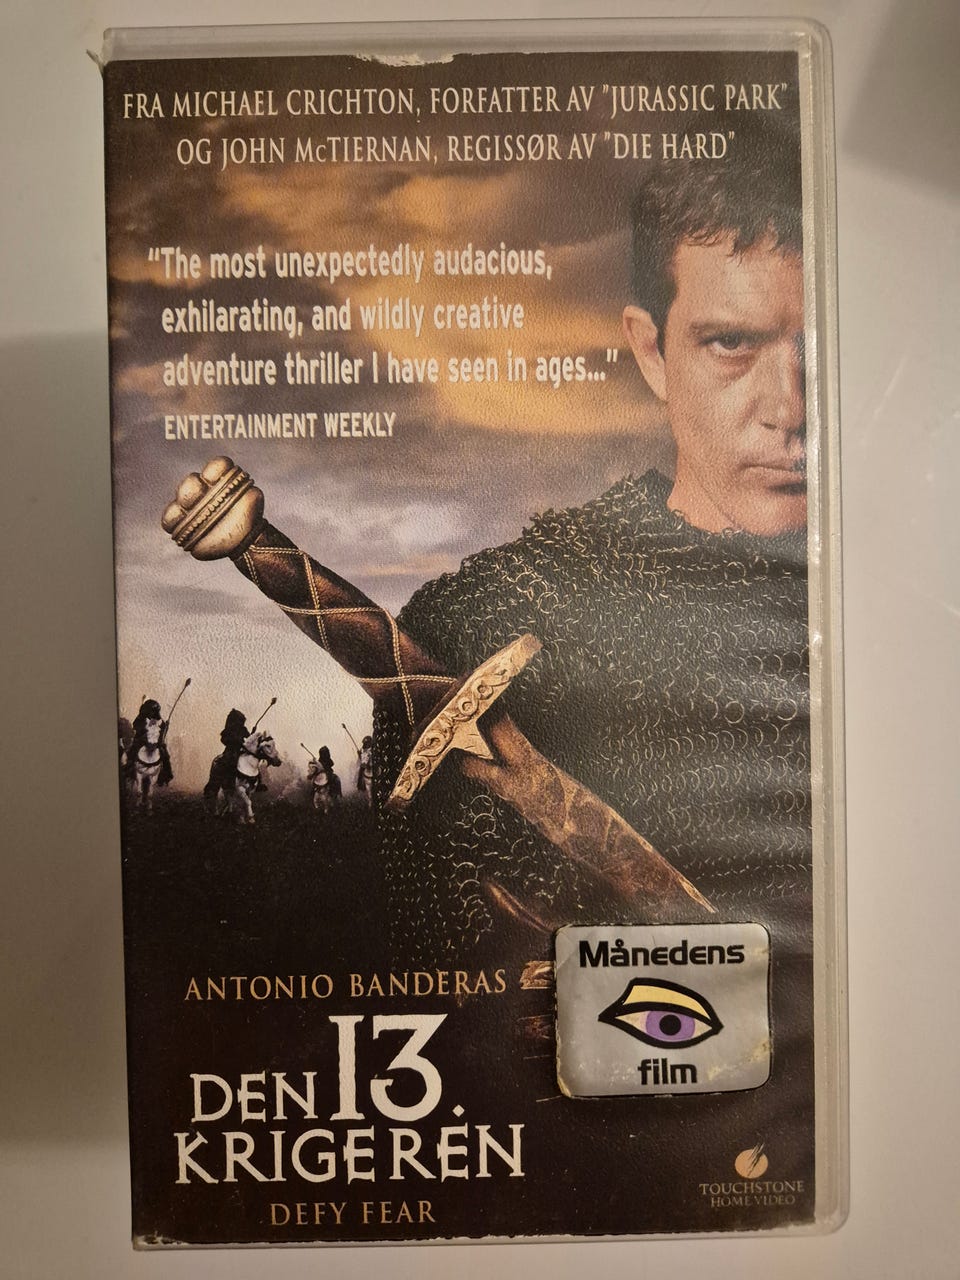 FRA MICHAEL CRICHTON, FORFATTER AV "JURASSIC PARK"
OG JOHN McTIERNAN, REGISSØR AV "DIE HARD"
"The most unexpectedly audacious,
exhilarating, and wildly creative
adventure thriller I have seen in ages..."
ENTERTAINMENT WEEKLY
ANTONIO BANDERAS
DEN 13.
KRIGEREN
DEFY FEAR
Månedens
film
TOUCHSTONE
HOME VIDEO